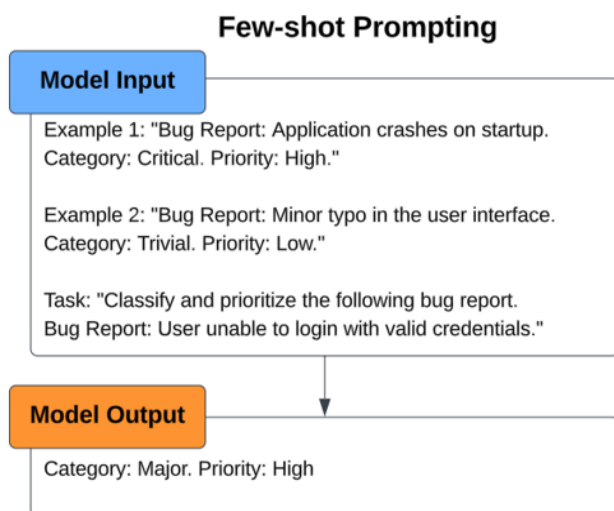 Few-shot Prompting
Model Input
Example 1: "Bug Report: Application crashes on startup.
Category: Critical. Priority: High."
Example 2: "Bug Report: Minor typo in the user interface.
Category: Trivial. Priority: Low."
Task: "Classify and prioritize the following bug report.
Bug Report: User unable to login with valid credentials."
Model Output
Category: Major. Priority: High